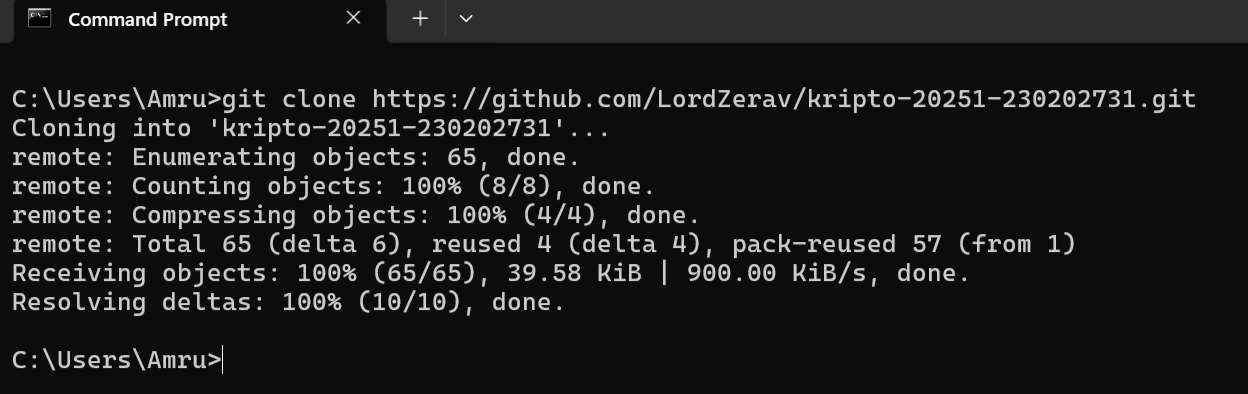 Command Prompt
C:\Users\Amru>git clone https://github.com/LordZerav/kripto-20251-230202731.git
Cloning into 'kripto-20251-230202731'...
remote: Enumerating objects: 65, done.
remote: Counting objects: 100% (8/8), done.
remote: Compressing objects: 100% (4/4), done.
remote: Total 65 (delta 6), reused 4 (delta 4), pack-reused 57 (from 1)
Receiving objects: 100% (65/65), 39.58 KiB | 900.00 KiB/s, done.
Resolving deltas: 100% (10/10), done.
C:\Users\Amru>